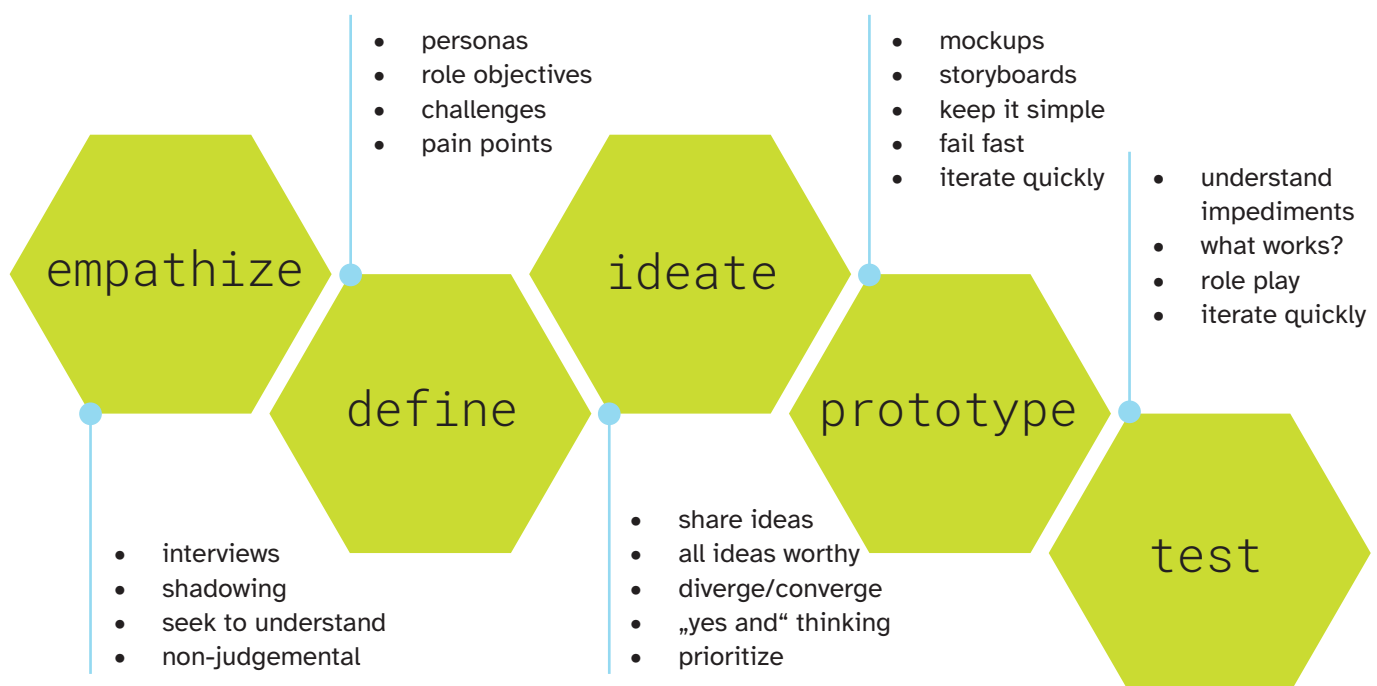 empathize
interviews
shadowing
seek to understand
non-judgemental
define
personas
role objectives
challenges
pain points
ideate
share ideas
all ideas worthy
diverge/converge
„yes and“ thinking
prioritize
prototype
mockups
storyboards
keep it simple
fail fast
iterate quickly
test
understand
impediments
what works?
role play
iterate quickly